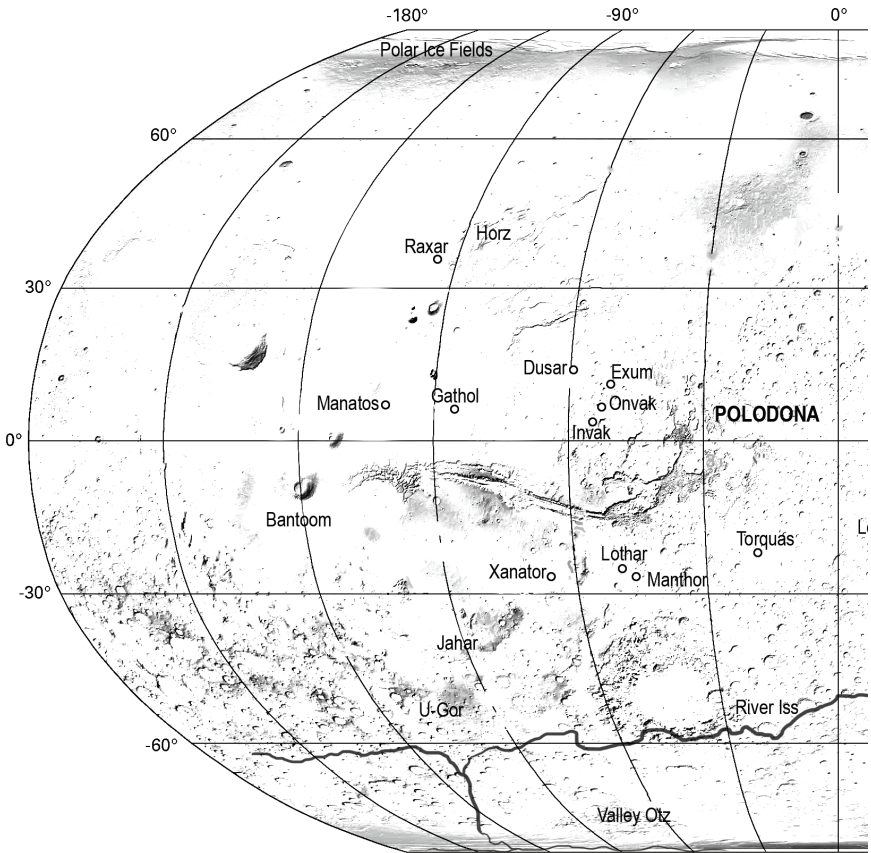 -180° -90° 0°
Polar Ice Fields
60°
Horz
Raxar
30°
Dusar
Exum
Manatos
Gathol
Onvak
POLODONA
Invak
0°
Bantoom
Lo
Torquas
Lothar
Xanator
Manthor
-30°
Jahar
River Iss
U-Gor
-60°
Valley Otz